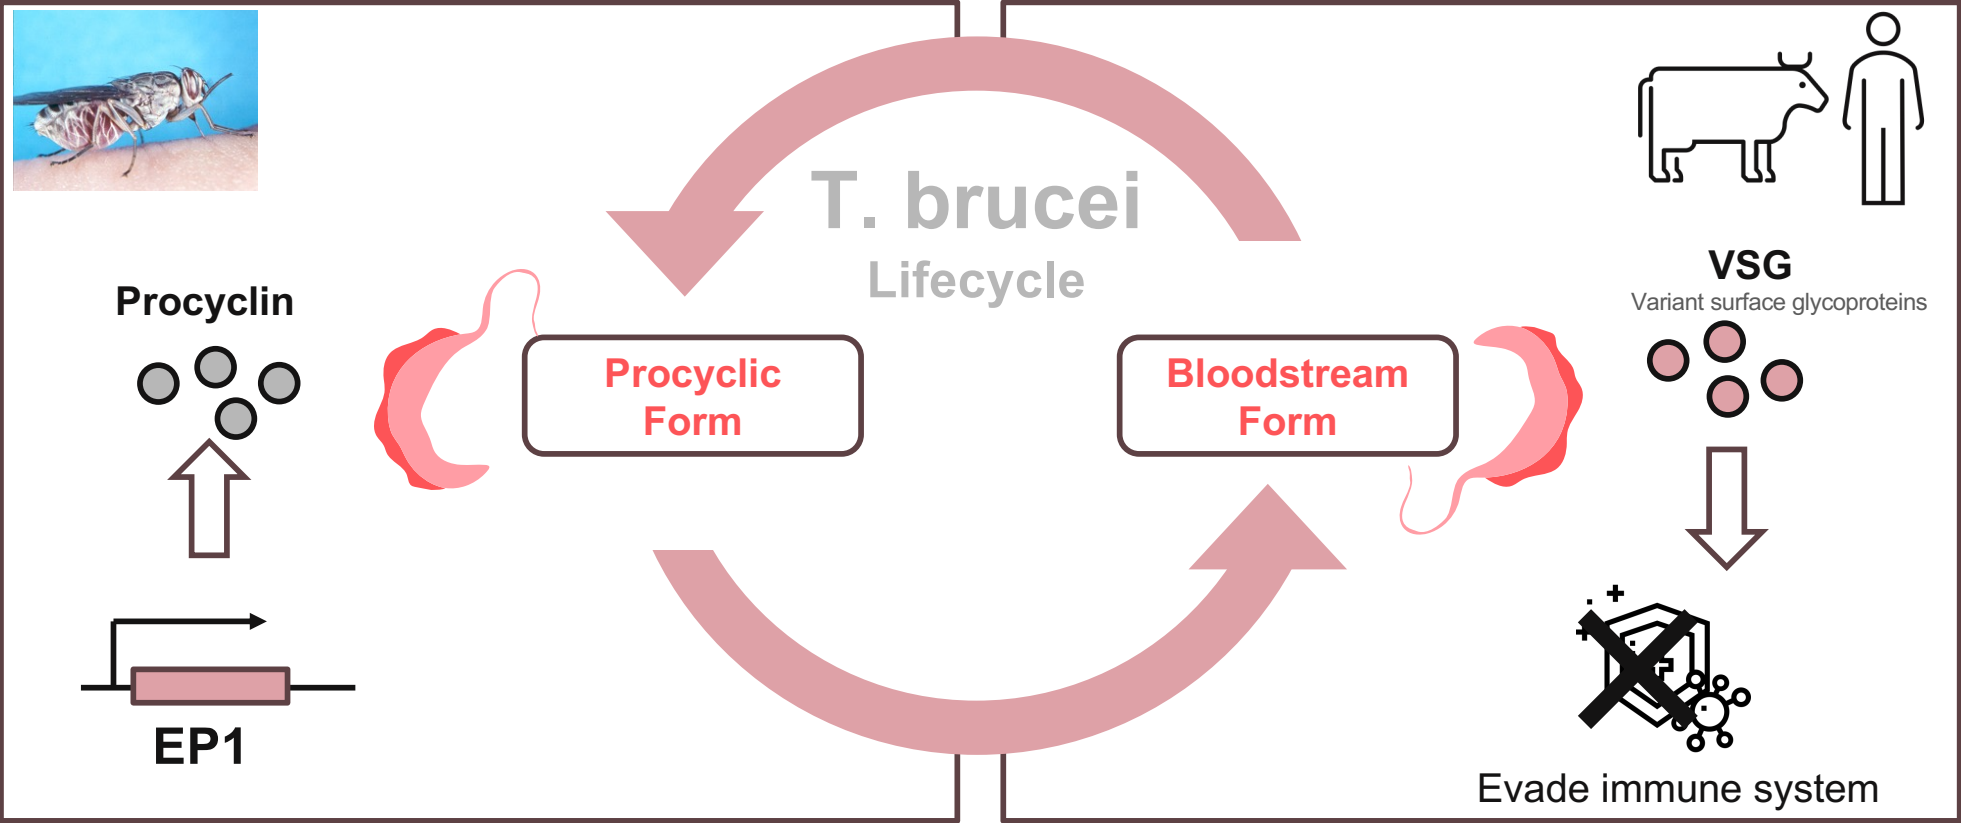 T. brucei
Lifecycle
Procyclin
Procyclic
Form
EP1
Bloodstream
Form
VSG
Variant surface glycoproteins
Evade immune system